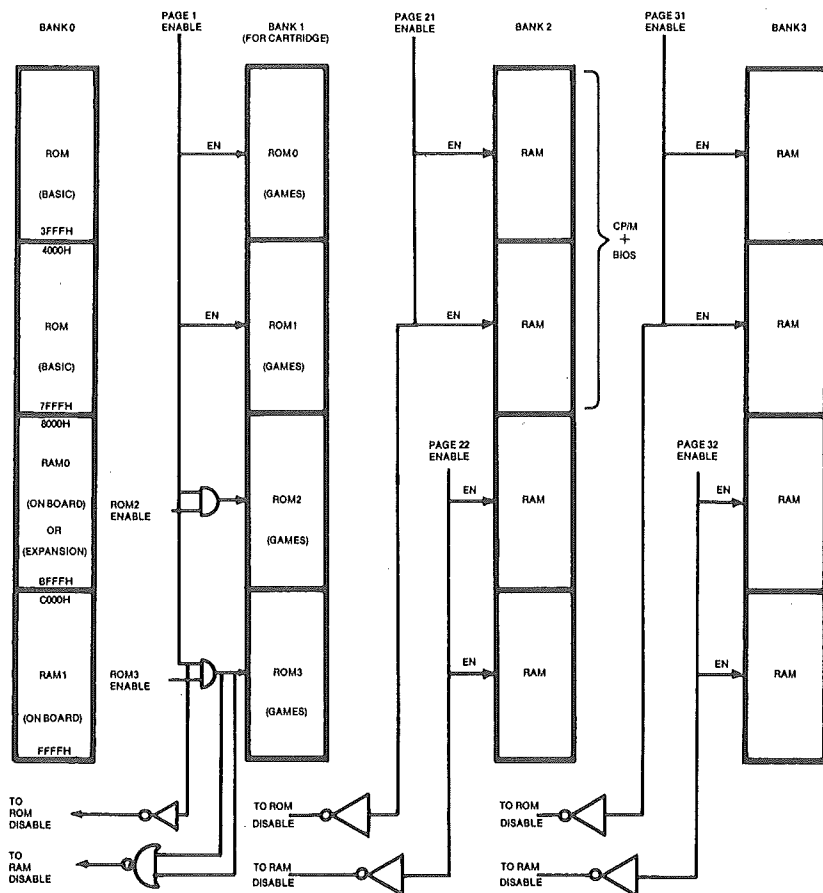 BANK 0
PAGE 1
ENABLE
BANK 1
(FOR CARTRIDGE)
PAGE 21
ENABLE
BANK 2
PAGE 31
ENABLE
BANK 3
ROM
(BASIC)
3FFFH
4000H
ROM
(BASIC)
7FFFH
8000H
RAM0
(ON BOARD)
OR
(EXPANSION)
BFFFH
C000H
RAM1
(ON BOARD)
FFFFH
EN
EN
ROM2
ENABLE
ROM3
ENABLE
ROM0
(GAMES)
ROM1
(GAMES)
ROM2
(GAMES)
ROM3
(GAMES)
EN
EN
PAGE 22
ENABLE
EN
EN
RAM
RAM
RAM
RAM
CP/M
+
BIOS
EN
EN
PAGE 32
ENABLE
EN
EN
RAM
RAM
RAM
RAM
TO
ROM
DISABLE
TO
RAM
DISABLE
TO ROM
DISABLE
TO RAM
DISABLE
TO ROM
DISABLE
TO RAM
DISABLE